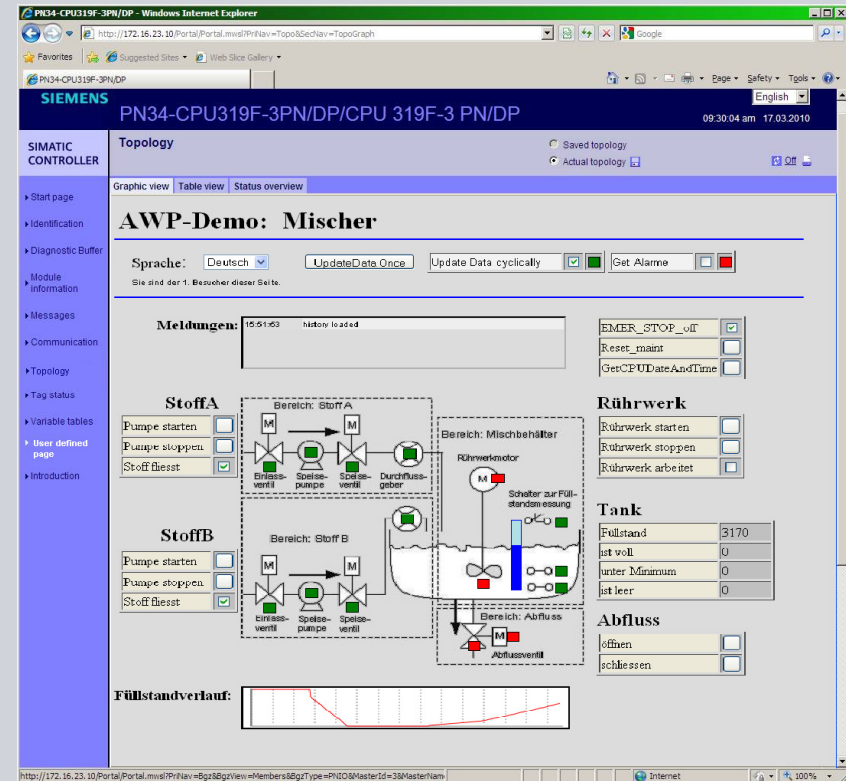 PN34-CPU319F-3PN/DP - Windows Internet Explorer
http://172.16.23.10/Portal/Portal.mwsl?PriNav=Topo&SecNav=TopoGraph
Google
Favorites
Suggested Sites
Web Slice Gallery
PN34-CPU319F-3PN/DP
Page
Safety
Tools
SIEMENS
English
PN34-CPU319F-3PN/DP/CPU 319F-3 PN/DP
09:30:04 am 17.03.2010
SIMATIC
CONTROLLER
Topology
Saved topology
Actual topology
Off
Graphic view
Table view
Status overview
Start page
Identification
Diagnostic Buffer
Module
information
Messages
Communication
Topology
Tag status
Variable tables
User defined
page
Introduction
AWP-Demo: Mischer
Sprache:
Deutsch
UpdateData Once
Update Data cyclically
Get Alarme
Sie sind der 1. Besucher dieser Seite.
Meldungen:
15:51:53 history loaded
EMER_STOP_off
Reset_maint
GetCPUDateAndTime
StoffA
Pumpe starten
Pumpe stoppen
Stoff fliesst
Bereich: Stoff A
M
M
Einlass-
ventil
Speise-
pumpe
Speise-
ventil
Durchfluss-
geber
StoffB
Pumpe starten
Pumpe stoppen
Stoff fliesst
Bereich: Stoff B
M
M
Einlass-
ventil
Speise-
pumpe
Speise-
ventil
Bereich: Mischbehälter
Rührwerkmotor
M
Schalter zur Füll-
standsmessung
Bereich: Abfluss
M
Abflussventil
Rührwerk
Rührwerk starten
Rührwerk stoppen
Rührwerk arbeitet
Tank
Füllstand 3170
ist voll 0
unter Minimum 0
ist leer 0
Abfluss
öffnen
schliessen
Füllstandverlauf:
http://172.16.23.10/Portal/Portal.mwsl?PriNav=Bgz&BgzView=Members&BgzType=PNIO&MasterId=3&MasterNam
Internet
100%